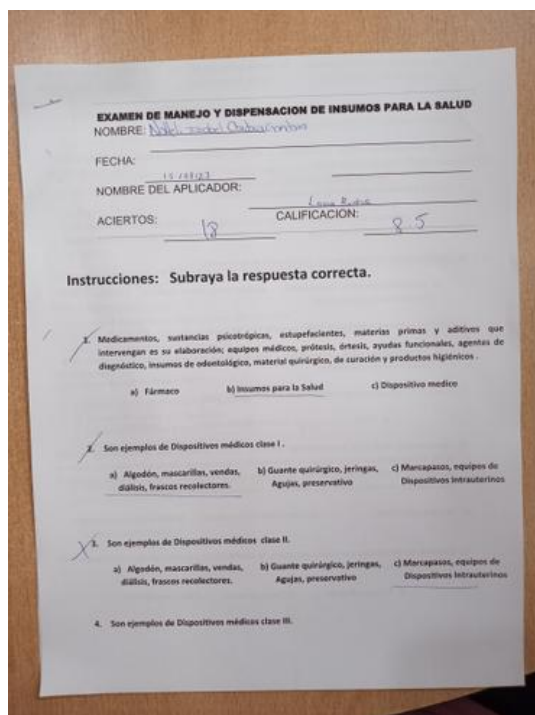 EXAMEN DE MANEJO Y DISPENSACION DE INSUMOS PARA LA SALUD
NOMBRE:
FECHA:
NOMBRE DEL APLICADOR:
ACIERTOS: 18 CALIFICACION: 8.5
Instrucciones: Subraya la respuesta correcta.
1. Medicamentos, sustancias psicotrópicas, estupefacientes, materias primas y aditivos que
intervengan es su elaboración; equipos médicos, prótesis, órtesis, ayudas funcionales, agentes de
diagnóstico, insumos de odontológico, material quirúrgico, de curación y productos higiénicos .
a) Fármaco b) Insumos para la Salud c) Dispositivo medico
2. Son ejemplos de Dispositivos médicos clase I .
a) Algodón, mascarillas, vendas, b) Guante quirúrgico, jeringas, c) Marcapasos, equipos de
diálisis, frascos recolectores. Agujas, preservativo Dispositivos Intrauterinos
3. Son ejemplos de Dispositivos médicos clase II.
a) Algodón, mascarillas, vendas, b) Guante quirúrgico, jeringas, c) Marcapasos, equipos de
diálisis, frascos recolectores. Agujas, preservativo Dispositivos Intrauterinos
4. Son ejemplos de Dispositivos médicos clase III.